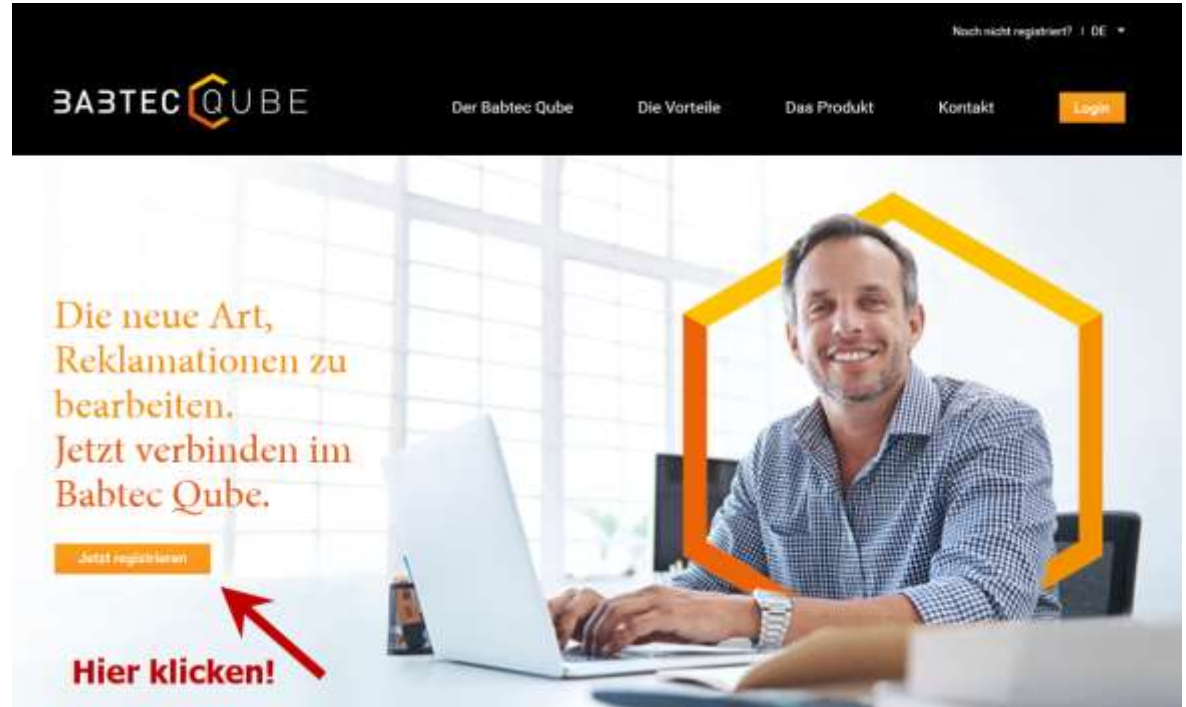 Noch nicht registriert? | DE
BABTEC QUBE
Der Babtec Qube Die Vorteile Das Produkt Kontakt Login
Die neue Art,
Reklamationen zu
bearbeiten.
Jetzt verbinden im
Babtec Qube.
Jetzt registrieren
Hier klicken!